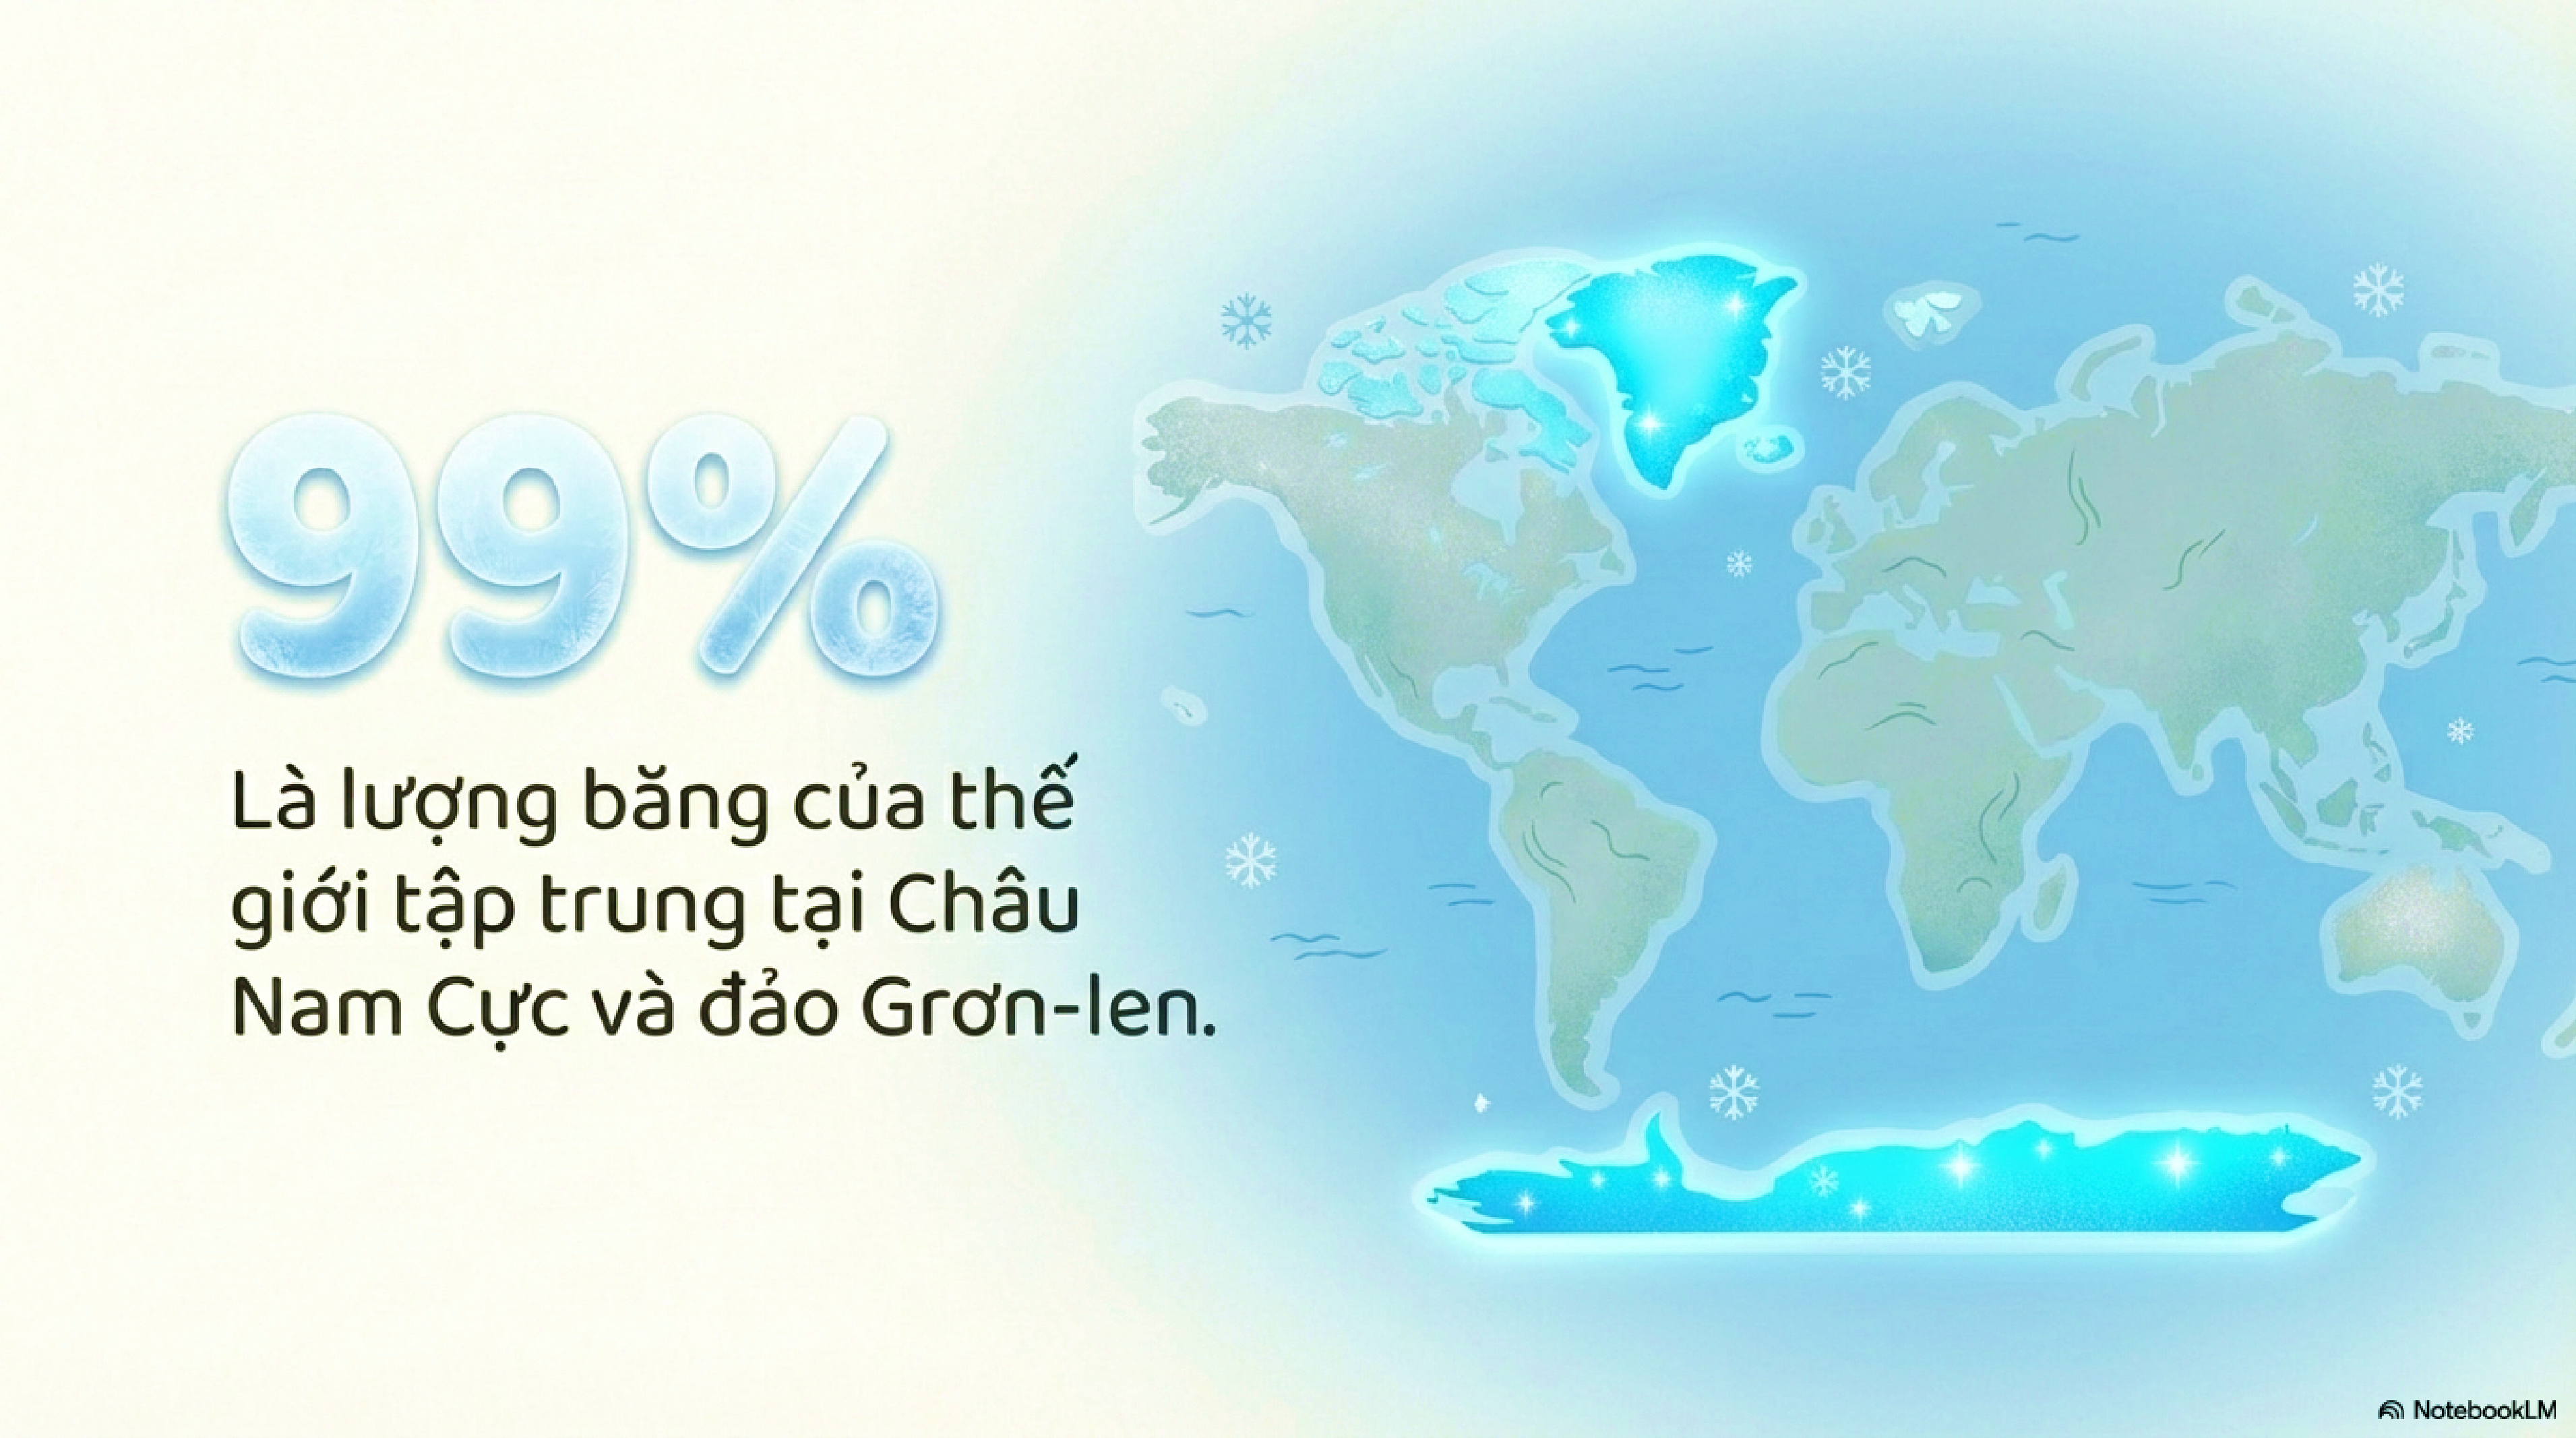 99%
Là lượng băng của thế
giới tập trung tại Châu
Nam Cực và đảo Grơn-len.
NotebookLM